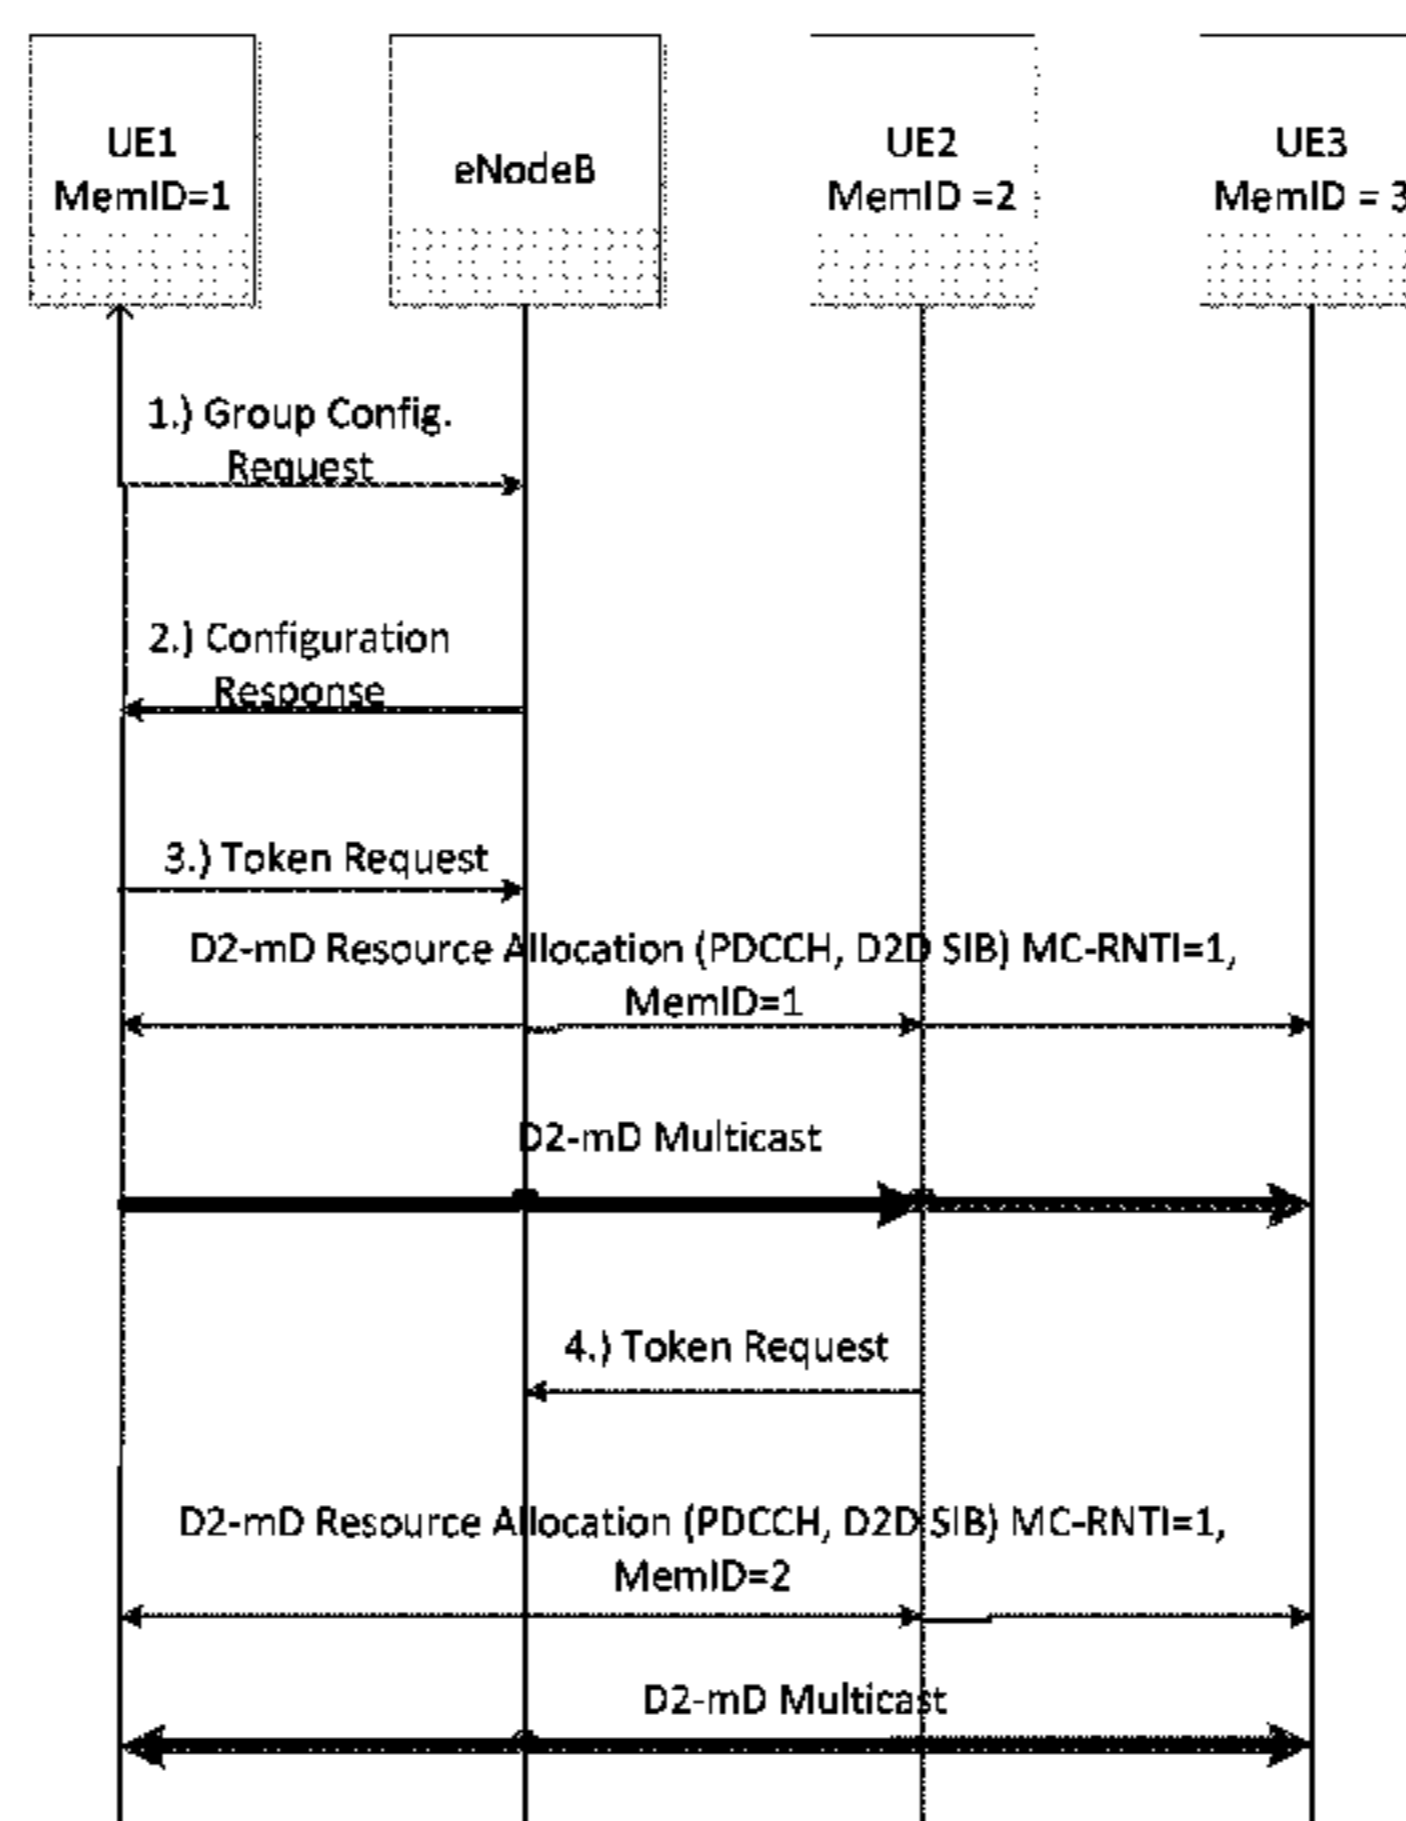 UE1
MemID=1
eNodeB
UE2
MemID =2
UE3
MemID = 3
1.) Group Config.
Request
2.) Configuration
Response
3.) Token Request
D2-mD Resource Allocation (PDCCH, D2D SIB) MC-RNTI=1,
MemID=1
D2-mD Multicast
4.) Token Request
D2-mD Resource Allocation (PDCCH, D2D SIB) MC-RNTI=1,
MemID=2
D2-mD Multicast